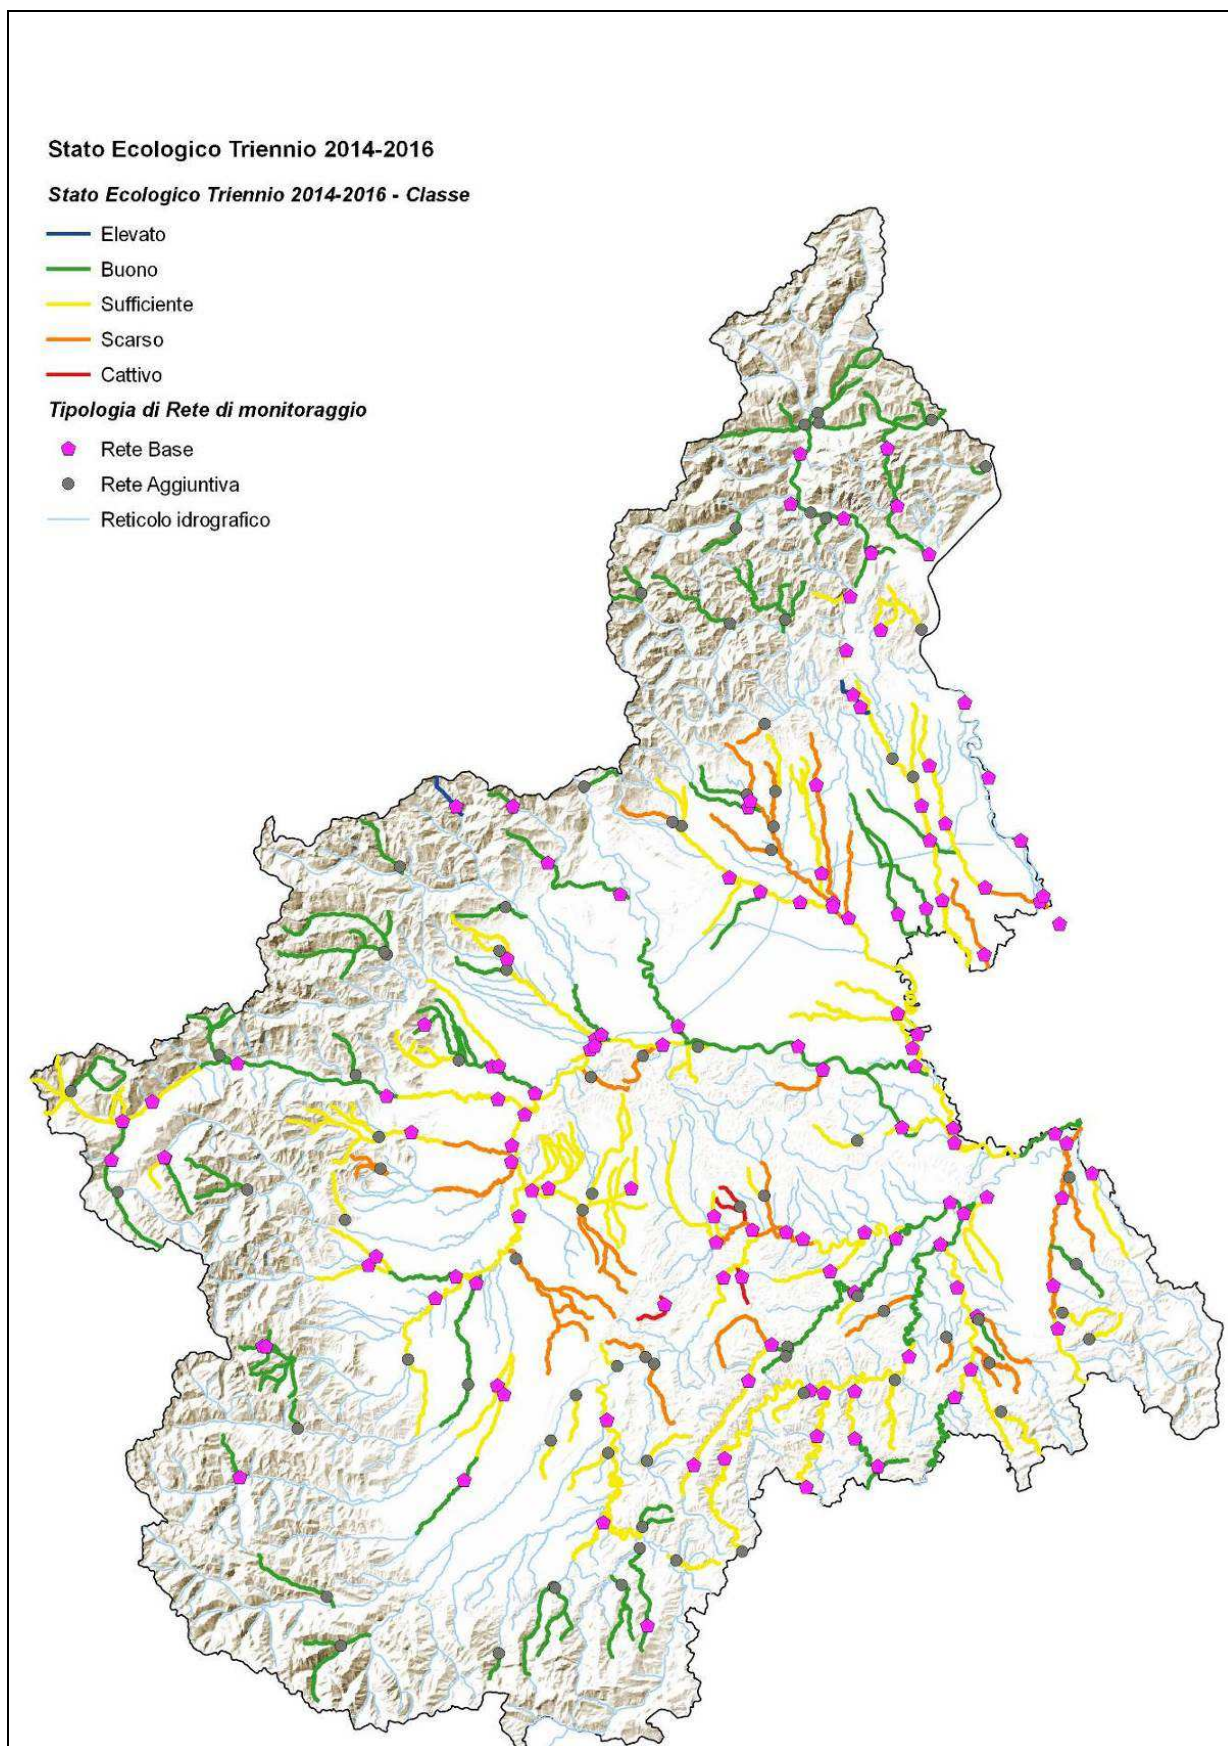 Stato Ecologico Triennio 2014-2016
Stato Ecologico Triennio 2014-2016 - Classe
Elevato
Buono
Sufficiente
Scarso
Cattivo
Tipologia di Rete di monitoraggio
Rete Base
Rete Aggiuntiva
Reticolo idrografico